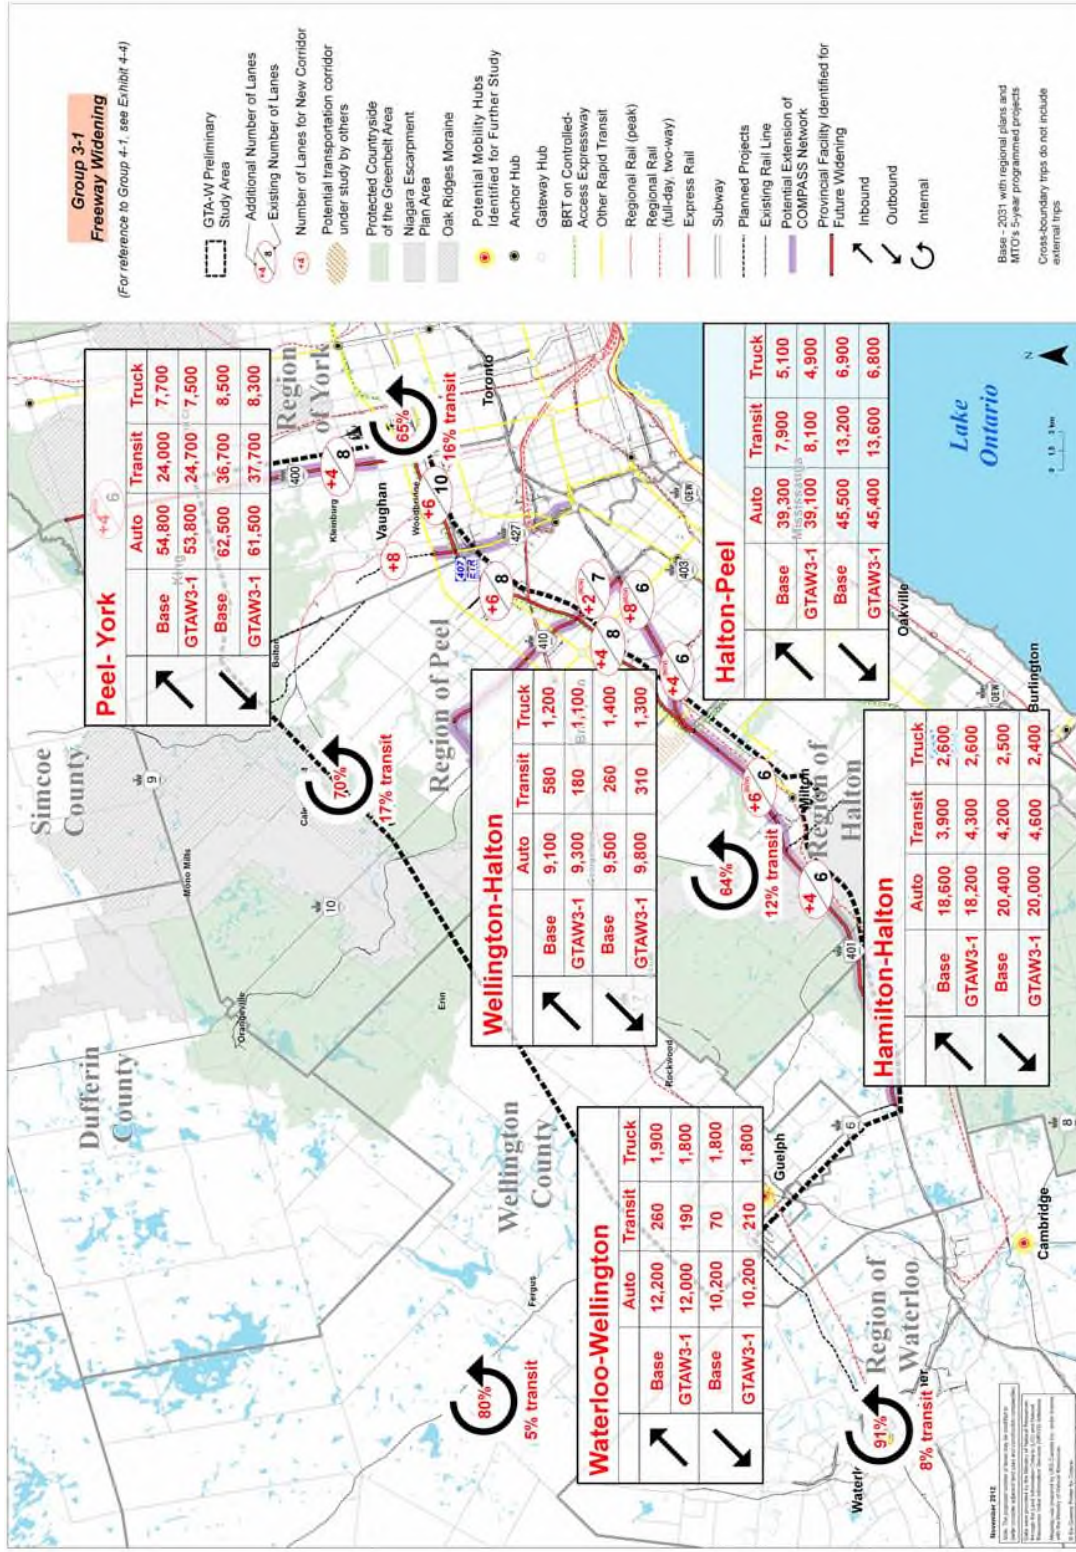 Group 3-1
Freeway Widening
(For reference to Group 4-1, see Exhibit 4-4)
GTA-W Preliminary
Study Area
+4
8
Additional Number of Lanes
Existing Number of Lanes
+4
Number of Lanes for New Corridor
Potential transportation corridor
under study by others
Protected Countryside
of the Greenbelt Area
Niagara Escarpment
Plan Area
Oak Ridges Moraine
Potential Mobility Hubs
Identified for Further Study
Anchor Hub
Gateway Hub
BRT on Controlled-
Access Expressway
Other Rapid Transit
Regional Rail (peak)
Regional Rail
(full-day, two-way)
Express Rail
Subway
Planned Projects
Existing Rail Line
Potential Extension of
COMPASS Network
Provincial Facility Identified for
Future Widening
Inbound
Outbound
Internal
Base - 2031 with regional plans and
MTO's 5-year programmed projects
Cross-boundary trips do not include
external trips
Peel- York
Auto Transit Truck
Base 54,800 24,000 7,700
GTAW3-1 53,800 24,700 7,500
Base 62,500 36,700 8,500
GTAW3-1 61,500 37,700 8,300
Wellington-Halton
Auto Transit Truck
Base 9,100 580 1,200
GTAW3-1 9,300 180 1,100
Base 9,500 260 1,400
GTAW3-1 9,800 310 1,300
Halton-Peel
Auto Transit Truck
Base 39,300 7,900 5,100
GTAW3-1 39,100 8,100 4,900
Base 45,500 13,200 6,900
GTAW3-1 45,400 13,600 6,800
Waterloo-Wellington
Auto Transit Truck
Base 12,200 260 1,900
GTAW3-1 12,000 190 1,800
Base 10,200 70 1,800
GTAW3-1 10,200 210 1,800
Hamilton-Halton
Auto Transit Truck
Base 18,600 3,900 2,600
GTAW3-1 18,200 4,300 2,600
Base 20,400 4,200 2,500
GTAW3-1 20,000 4,600 2,400
Simcoe
County
Dufferin
County
Wellington
County
Region of
Waterloo
Region of Peel
Region
of York
Region of
Halton
Lake
Ontario
King
Kleinburg
Vaughan
Woodbridge
Toronto
Bolton
Mono Mills
Orangeville
Erin
Fergus
Rockwood
Guelph
Cambridge
Milton
Mississauga
Oakville
Burlington
65%
16% transit
70%
17% transit
64%
12% transit
80%
5% transit
91%
8% transit
+4 6
+4 8
+6 10
+8
+6 8
+2 7
+8 6
+4 8
+4 6
+6 6
+4 6
400
407
ETR
427
410
403
QEW
QEW
401
9
10
7
6
8
N
November 2012